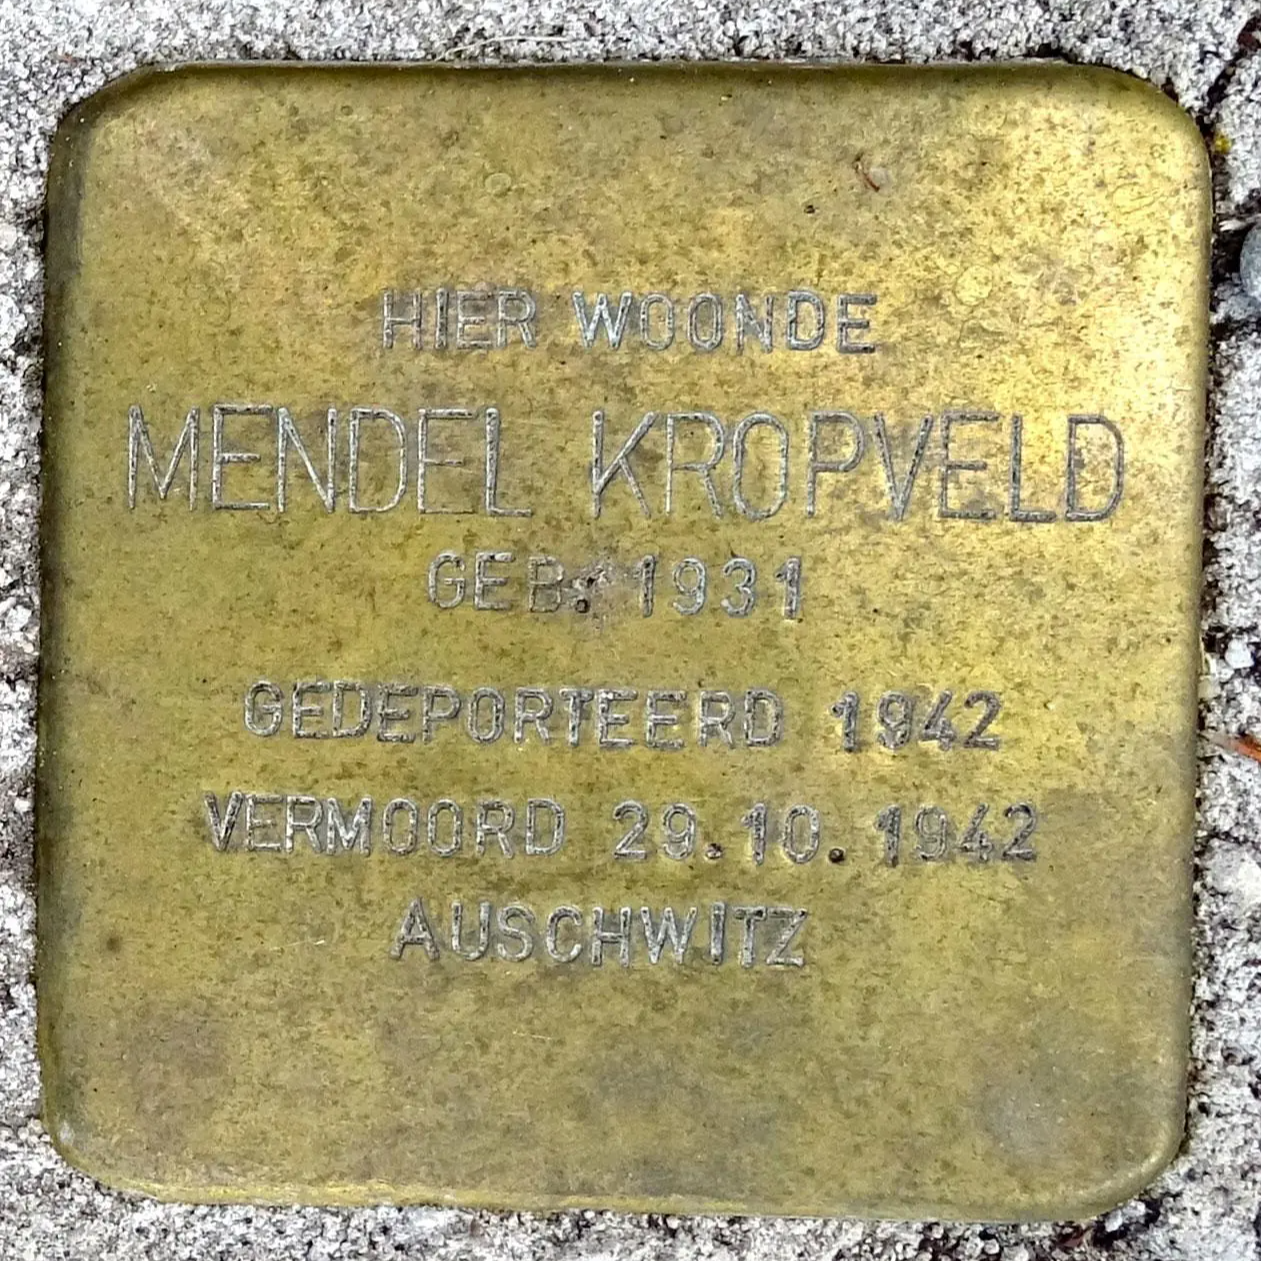 HIER WOONDE
MENDEL KROPVELD
GEB. 1931
GEDEPORTEERD 1942
VERMOORD 29.10.1942
AUSCHWITZ